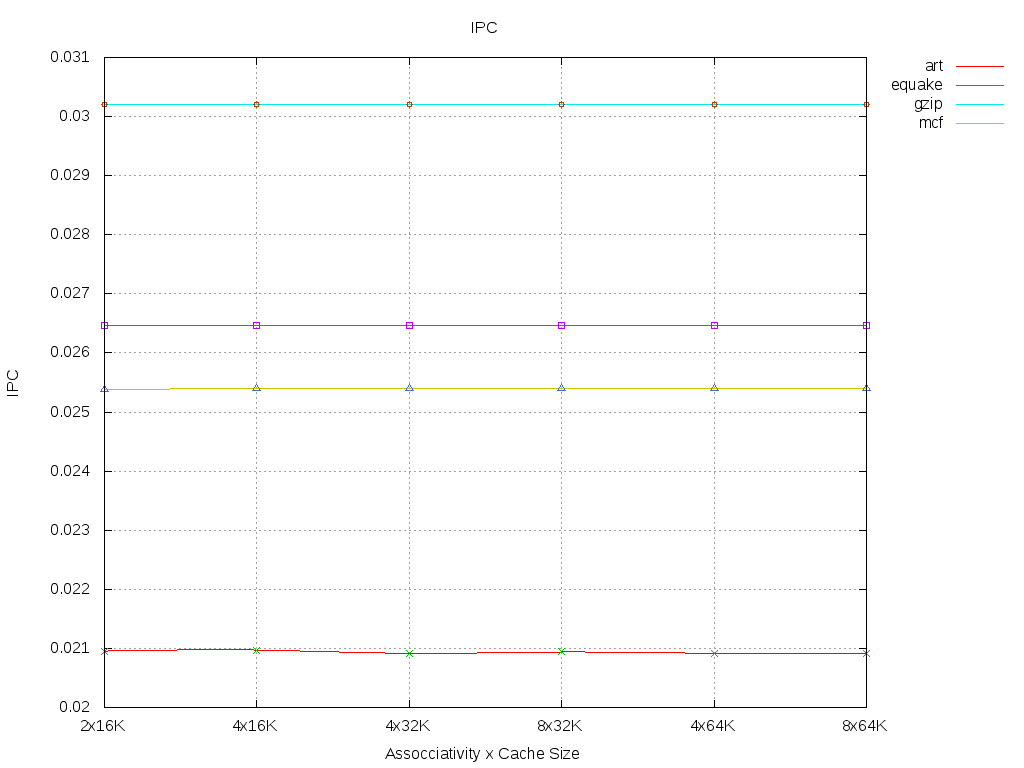 IPC
0.031
0.03
0.029
0.028
0.027
0.026
0.025
0.024
0.023
0.022
0.021
0.02
IPC
2x16K 4x16K 4x32K 8x32K 4x64K 8x64K
Assocciativity x Cache Size
art
equake
gzip
mcf